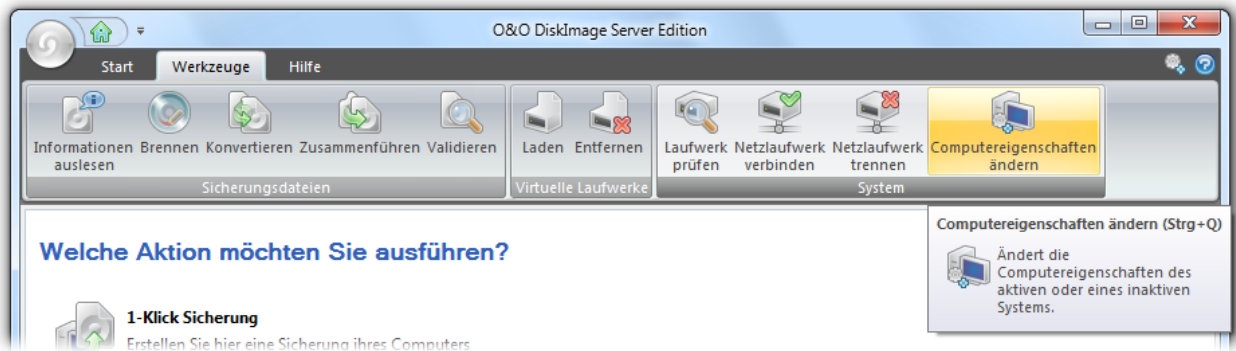 O&O DiskImage Server Edition
Start Werkzeuge Hilfe
Informationen auslesen Brennen Konvertieren Zusammenführen Validieren Laden Entfernen Laufwerk prüfen Netzlaufwerk verbinden Netzlaufwerk trennen Computereigenschaften ändern
Sicherungsdateien Virtuelle Laufwerke System
Computereigenschaften ändern (Strg+Q)
Ändert die
Computereigenschaften des
aktiven oder eines inaktiven
Systems.
Welche Aktion möchten Sie ausführen?
1-Klick Sicherung
Erstellen Sie hier eine Sicherung ihres Computers